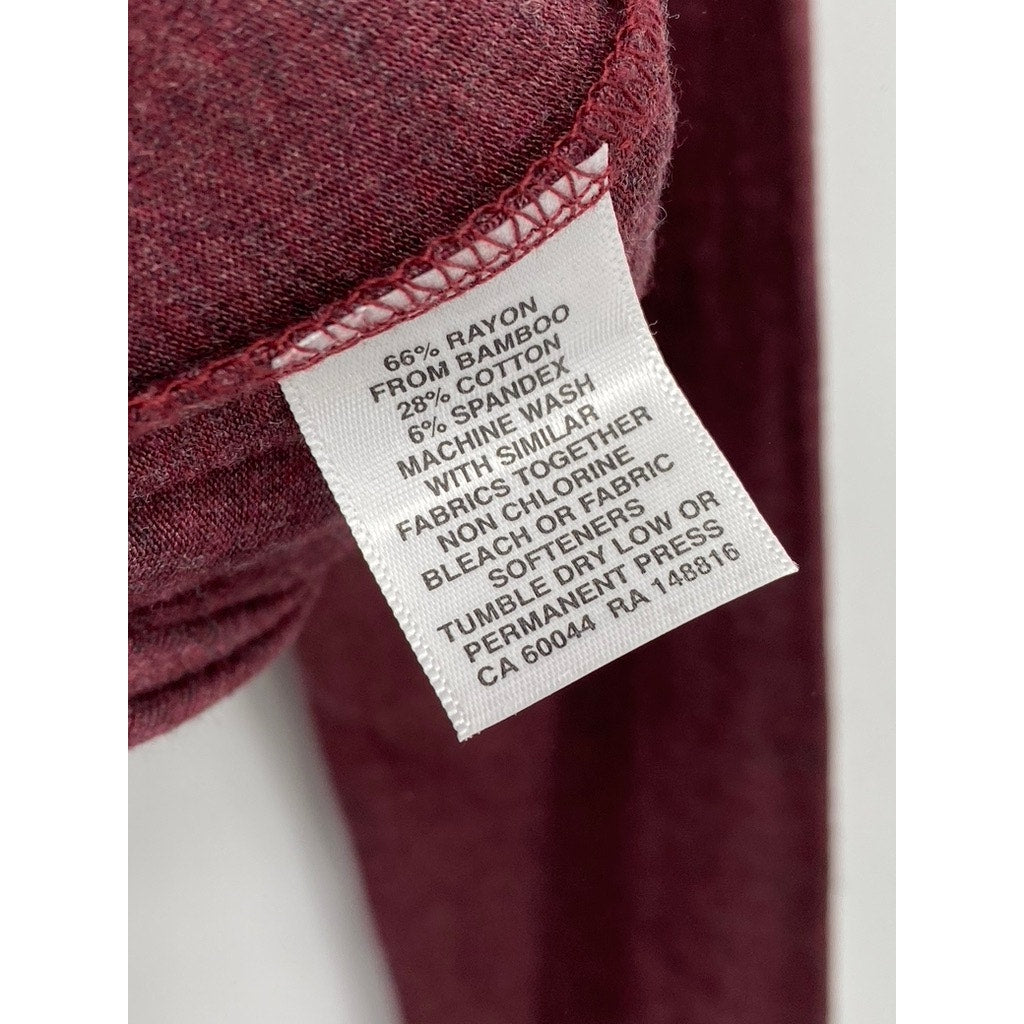 66% RAYON
FROM BAMBOO
28% COTTON
6% SPANDEX
MACHINE WASH
WITH SIMILAR
FABRICS TOGETHER
NON CHLORINE
BLEACH OR FABRIC
SOFTENERS
TUMBLE DRY LOW OR
PERMANENT PRESS
CA 60044 RA 148816